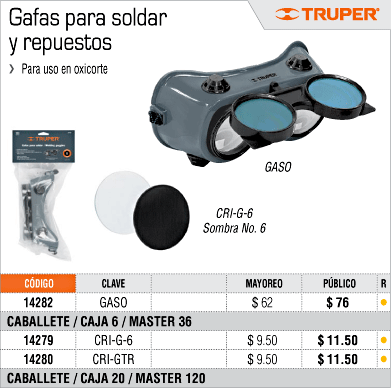 Gafas para soldar
y repuestos
TRUPER®
› Para uso en oxicorte
TRUPER
GASO
TRUPER
CRI-G-6
Sombra No. 6
CÓDIGO CLAVE MAYOREO PÚBLICO R
14282 GASO $ 62 $ 76
CABALLETE / CAJA 6 / MASTER 36
14279 CRI-G-6 $ 9.50 $ 11.50
14280 CRI-GTR $ 9.50 $ 11.50
CABALLETE / CAJA 20 / MASTER 120